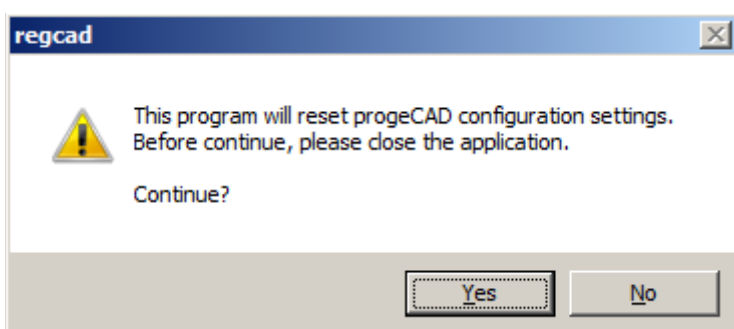 regcad
This program will reset progeCAD configuration settings.
Before continue, please close the application.
Continue?
Yes
No